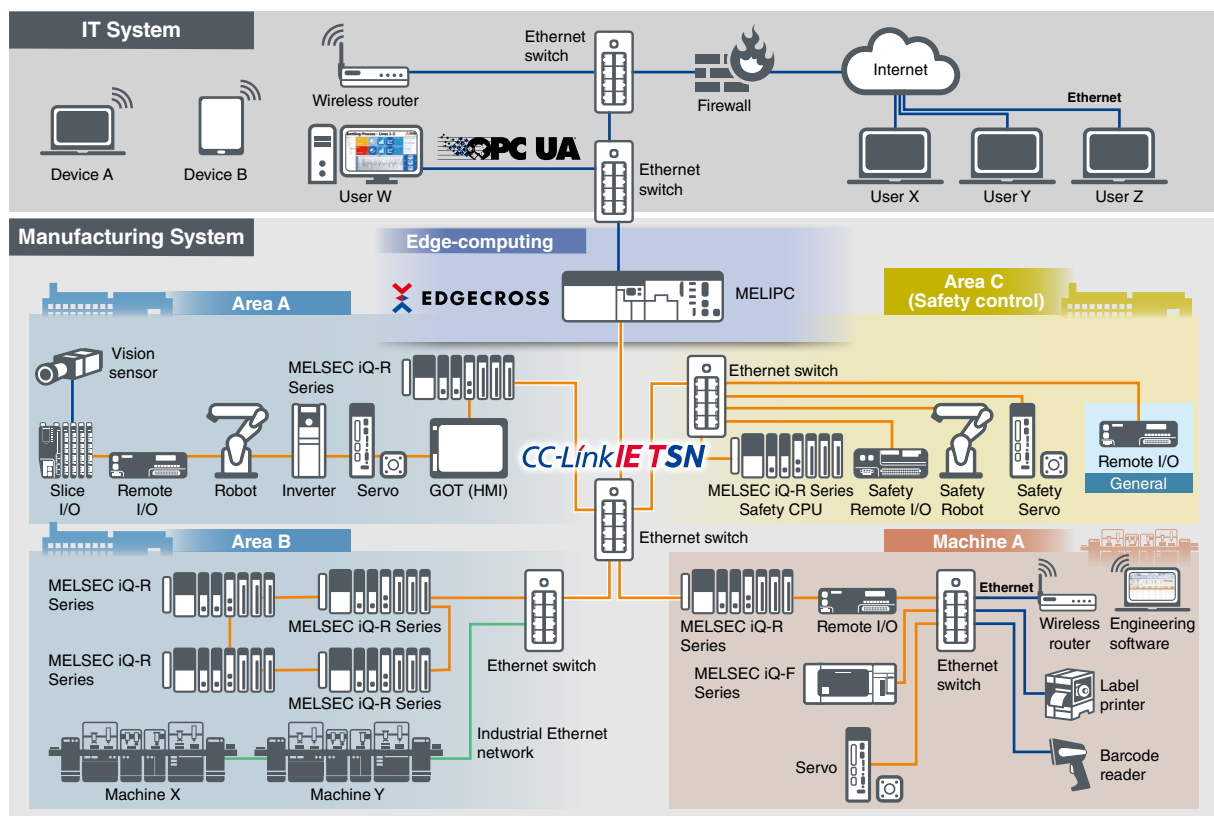 IT System
Ethernet
switch
Wireless router
Firewall
Internet
Ethernet
Device A
Device B
OPC UA
User W
Ethernet
switch
User X
User Y
User Z
Manufacturing System
Edge-computing
EDGECROSS
MELIPC
Area A
Area C
(Safety control)
Vision
sensor
MELSEC iQ-R
Series
Slice
I/O
Remote
I/O
Robot
Inverter
Servo
GOT (HMI)
CC-Link IE TSN
Ethernet switch
MELSEC iQ-R Series
Safety CPU
Safety
Remote I/O
Safety
Robot
Safety
Servo
Remote I/O
General
Ethernet switch
Area B
MELSEC iQ-R
Series
MELSEC iQ-R Series
MELSEC iQ-R
Series
MELSEC iQ-R Series
Ethernet switch
Industrial Ethernet
network
Machine X
Machine Y
Machine A
MELSEC iQ-R
Series
Remote I/O
Ethernet
Wireless
router
Engineering
software
MELSEC iQ-F
Series
Ethernet
switch
Label
printer
Servo
Barcode
reader